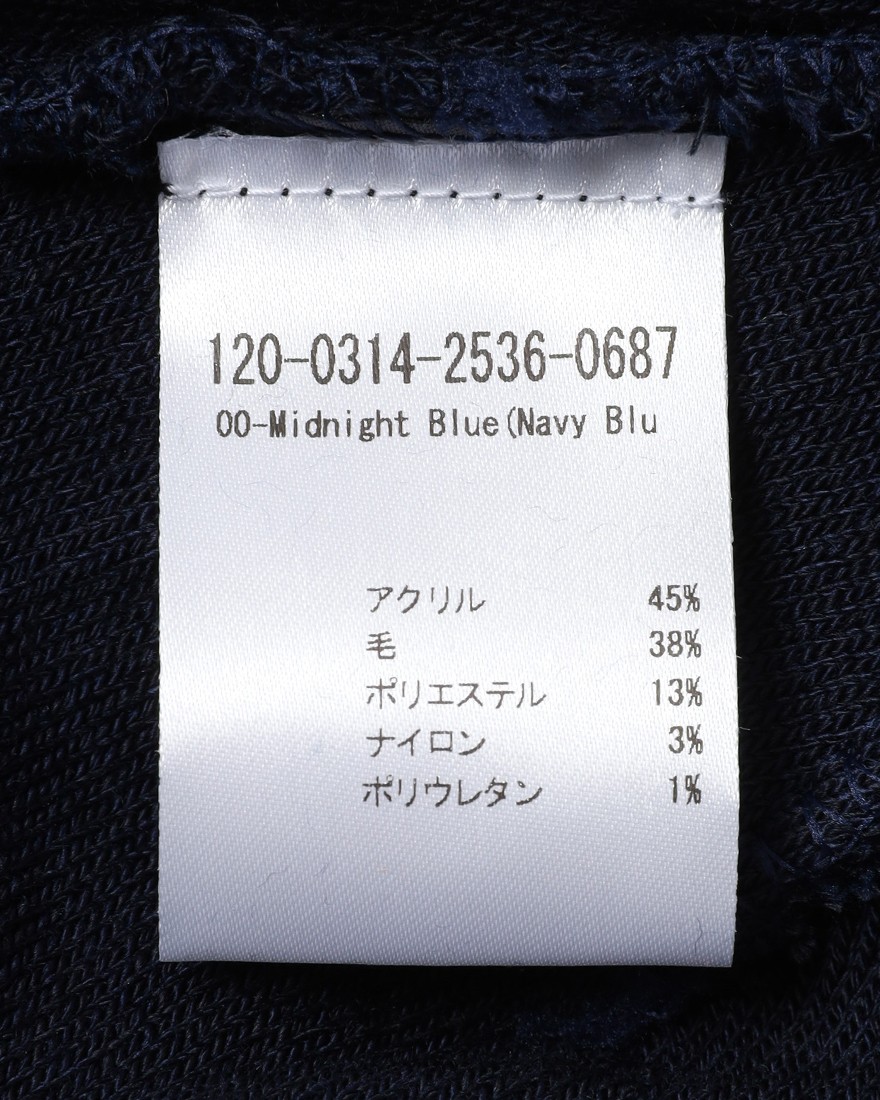 120-0314-2536-0687
00-Midnight Blue(Navy Blu
アクリル 45%
毛 38%
ポリエステル 13%
ナイロン 3%
ポリウレタン 1%